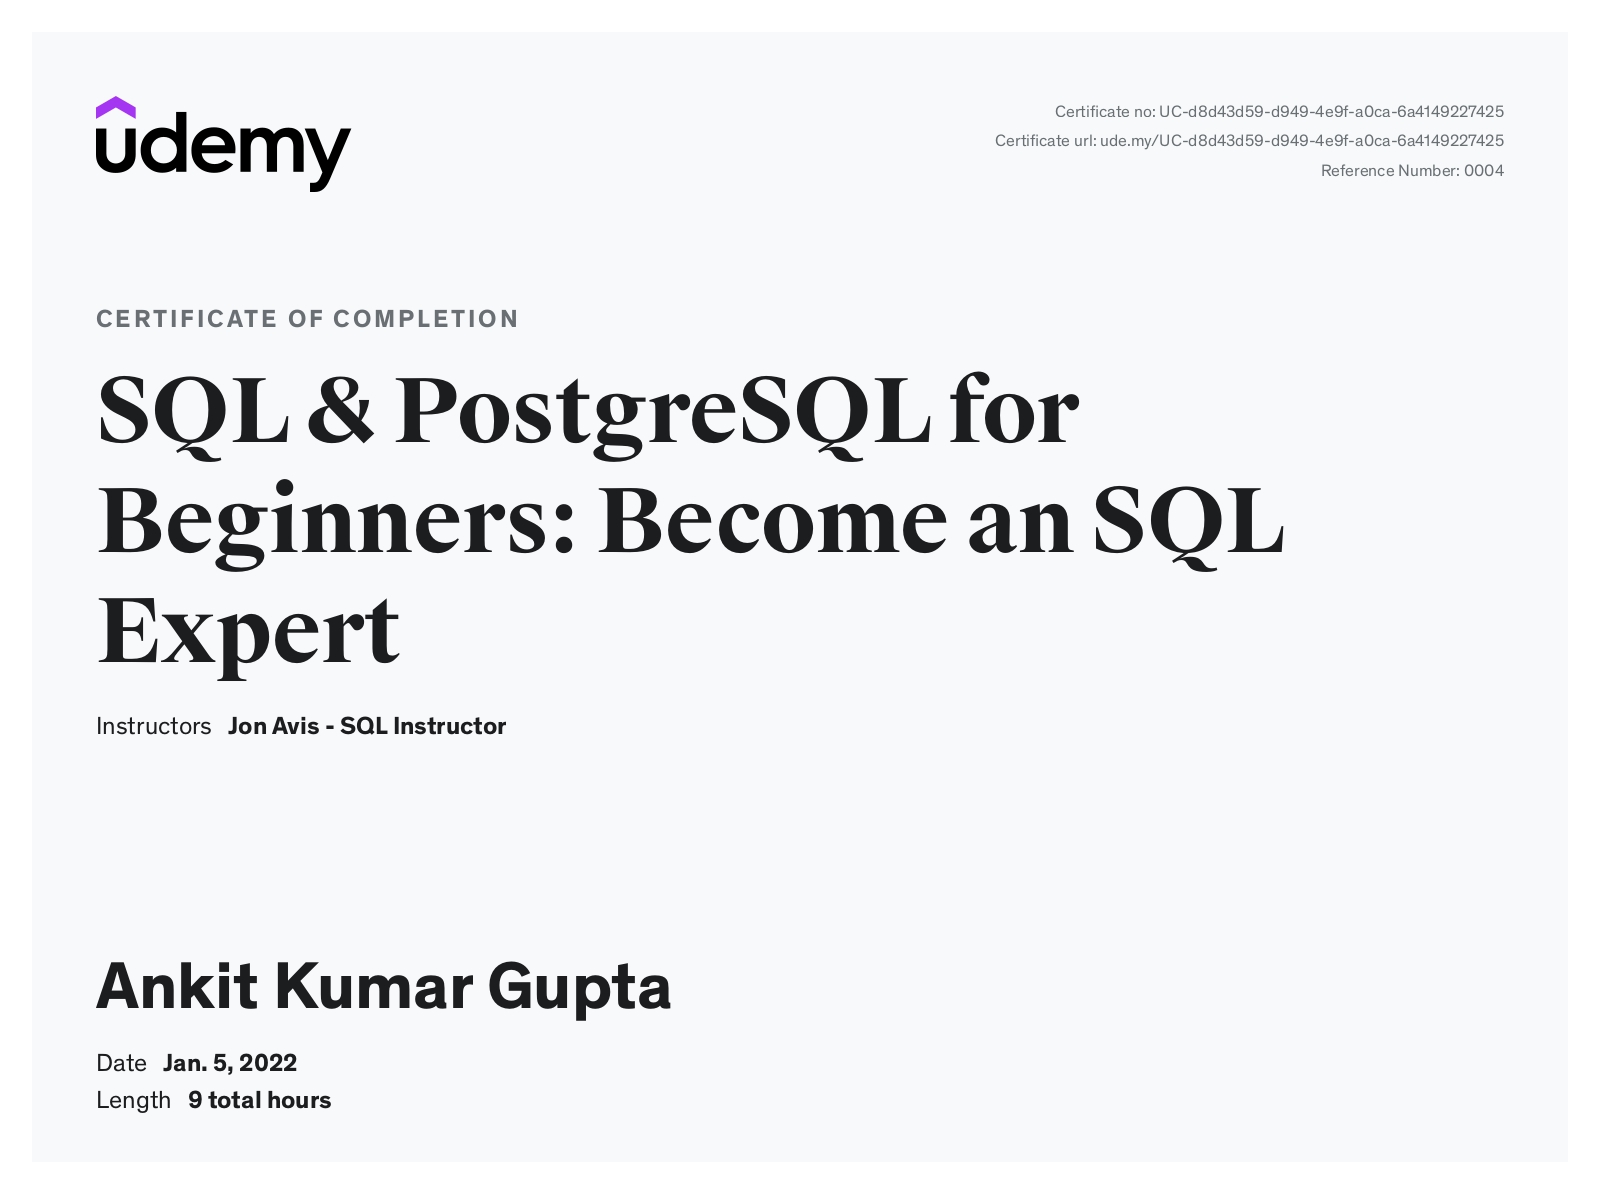 udemy
Certificate no: UC-d8d43d59-d949-4e9f-a0ca-6a4149227425
Certificate url: ude.my/UC-d8d43d59-d949-4e9f-a0ca-6a4149227425
Reference Number: 0004
CERTIFICATE OF COMPLETION
SQL & PostgreSQL for
Beginners: Become an SQL
Expert
Instructors Jon Avis - SQL Instructor
Ankit Kumar Gupta
Date Jan. 5, 2022
Length 9 total hours